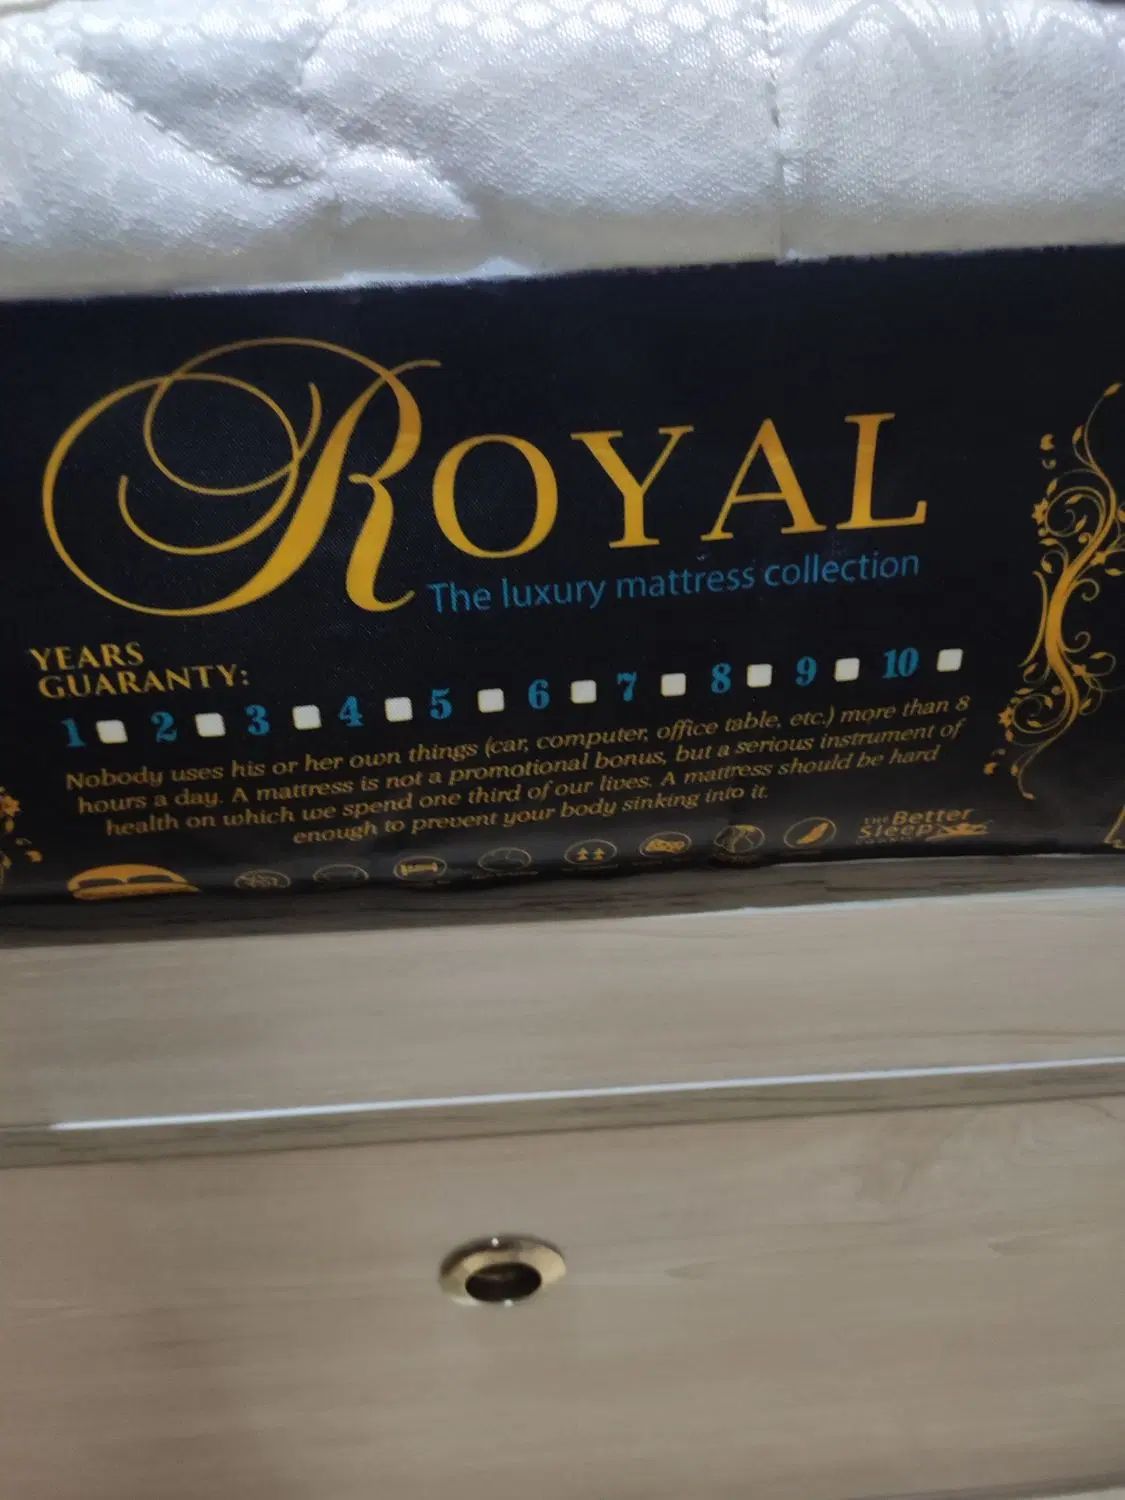 ROYAL
The luxury mattress collection
YEARS
GUARANTY:
1 2 3 4 5 6 7 8 9 10
Nobody uses his or her own things (car, computer, office table, etc.) more than 8
hours a day. A mattress is not a promotional bonus, but a serious instrument of
health on which we spend one third of our lives. A mattress should be hard
enough to prevent your body sinking into it.
THE Better
Sleep